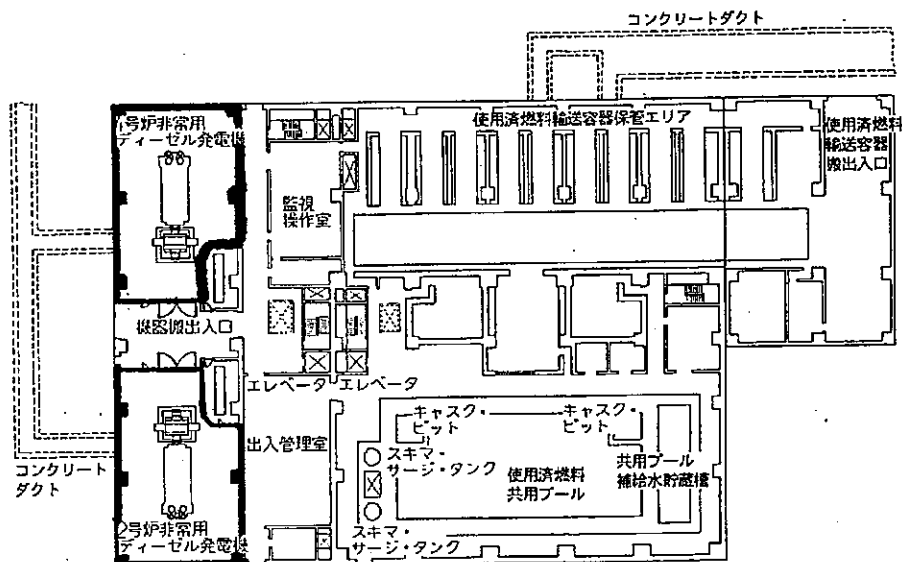 コンクリートダクト
1号炉非常用
ディーゼル発電機
使用済燃料輸送容器保管エリア
使用済燃料
輸送容器
搬出入口
監視
操作室
機器搬出入口
エレベータ
エレベータ
キャスク・
ピット
キャスク・
ピット
出入管理室
スキマ・
サージ・タンク
使用済燃料
共用プール
共用プール
補給水貯蔵槽
コンクリート
ダクト
2号炉非常用
ディーゼル発電機
スキマ・
サージ・タンク